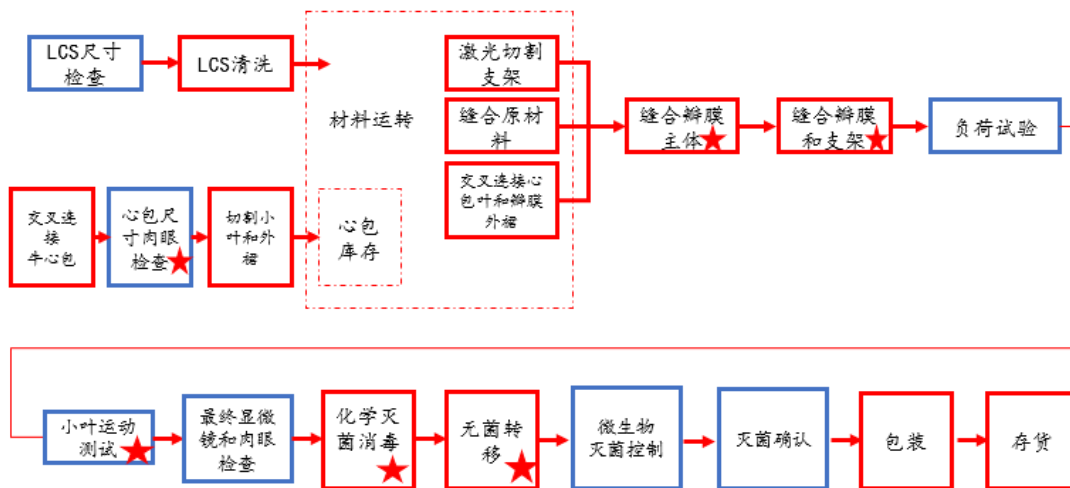 LCS尺寸
检查
LCS清洗
材料运转
激光切割
支架
缝合原材
料
交叉连接心
包叶和瓣膜
外裙
缝合瓣膜
主体
缝合瓣膜
和支架
负荷试验
交叉连
接
牛心包
心包尺
寸肉眼
检查
切割小
叶和外
裙
心包
库存
小叶运动
测试
最终显微
镜和肉眼
检查
化学灭
菌消毒
无菌转
移
微生物
灭菌控制
灭菌确认
包装
存货